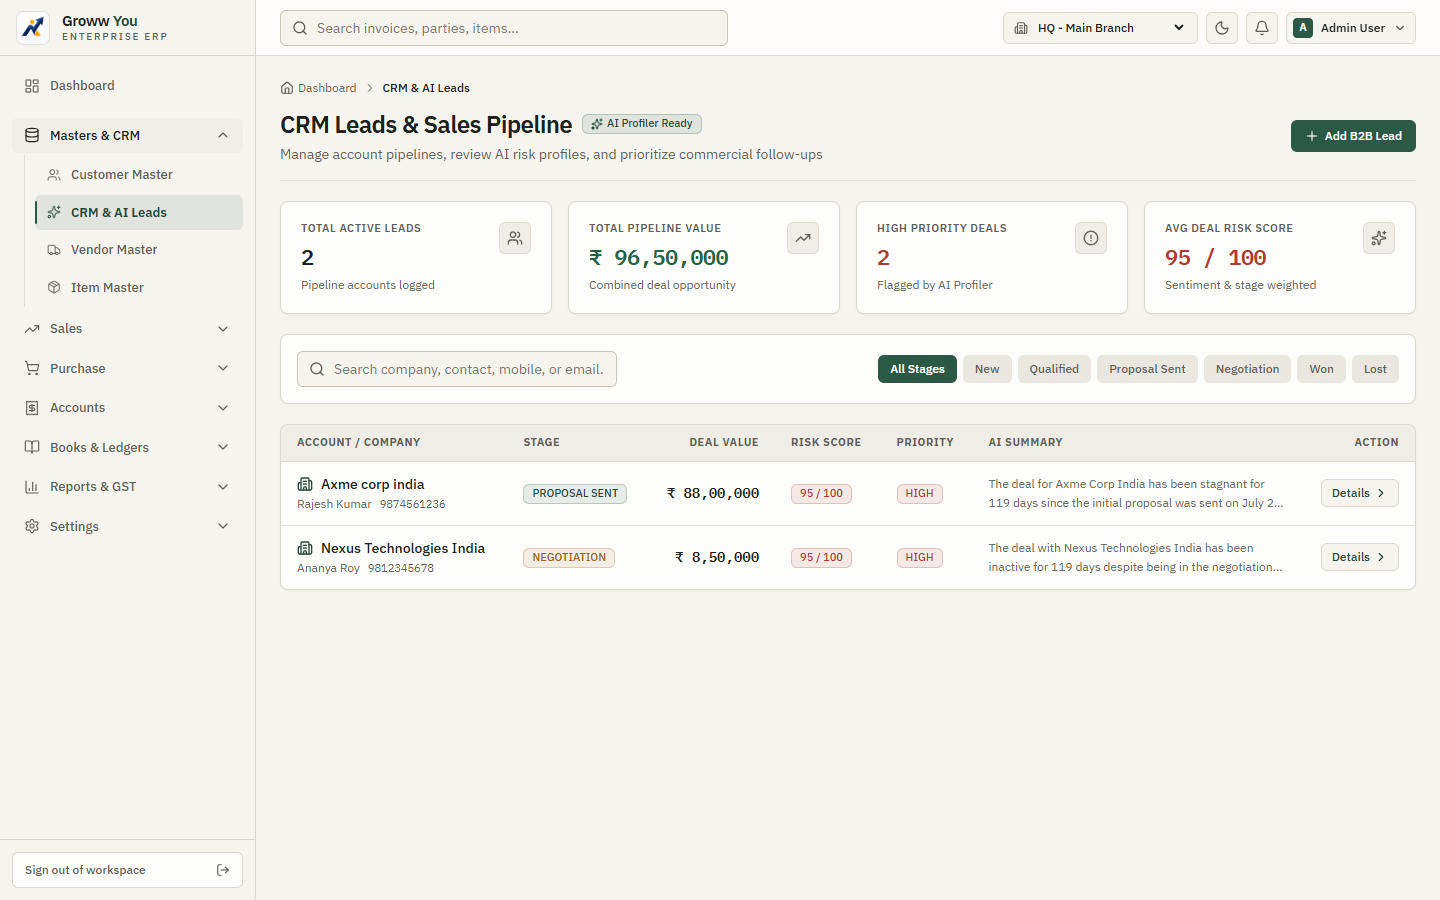 Groww You
ENTERPRISE ERP
Search invoices, parties, items...
HQ - Main Branch
A
Admin User
Dashboard
Masters & CRM
Customer Master
CRM & AI Leads
Vendor Master
Item Master
Sales
Purchase
Accounts
Books & Ledgers
Reports & GST
Settings
Sign out of workspace
Dashboard
CRM & AI Leads
CRM Leads & Sales Pipeline
AI Profiler Ready
Manage account pipelines, review AI risk profiles, and prioritize commercial follow-ups
Add B2B Lead
TOTAL ACTIVE LEADS
2
Pipeline accounts logged
TOTAL PIPELINE VALUE
₹ 96,50,000
Combined deal opportunity
HIGH PRIORITY DEALS
2
Flagged by AI Profiler
AVG DEAL RISK SCORE
95 / 100
Sentiment & stage weighted
Search company, contact, mobile, or email.
All Stages
New
Qualified
Proposal Sent
Negotiation
Won
Lost
ACCOUNT / COMPANY STAGE DEAL VALUE RISK SCORE PRIORITY AI SUMMARY ACTION
Axme corp india
Rajesh Kumar 9874561236
PROPOSAL SENT
₹ 88,00,000
95 / 100
HIGH
The deal for Axme Corp India has been stagnant for
119 days since the initial proposal was sent on July 2...
Details
Nexus Technologies India
Ananya Roy 9812345678
NEGOTIATION
₹ 8,50,000
95 / 100
HIGH
The deal with Nexus Technologies India has been
inactive for 119 days despite being in the negotiation...
Details